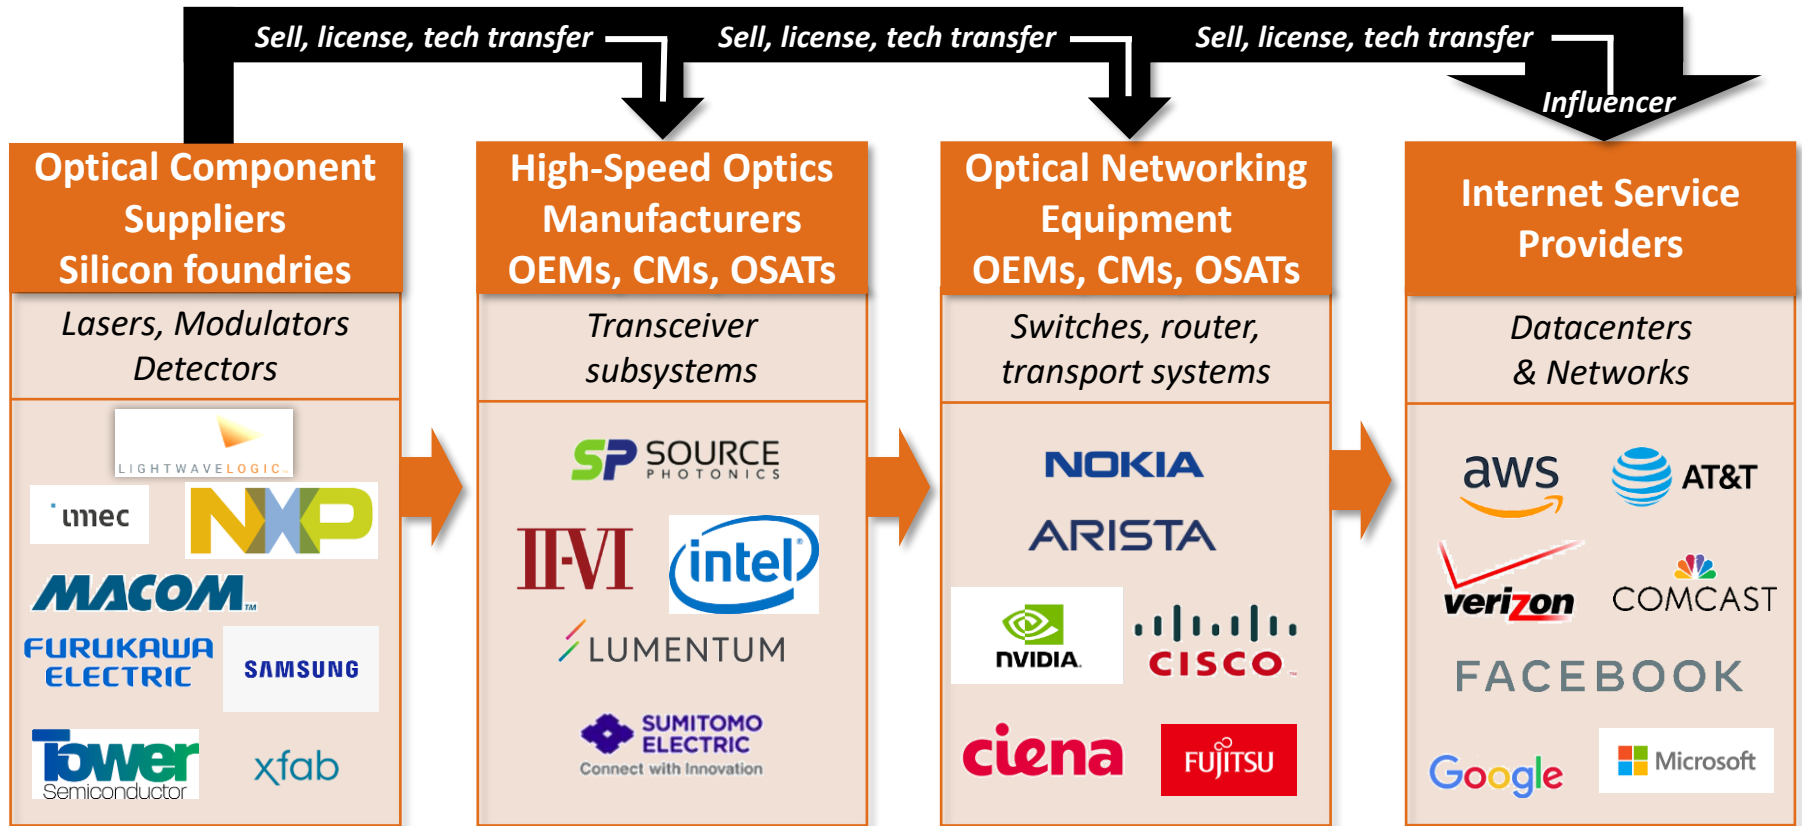 Sell, license, tech transfer
Sell, license, tech transfer
Sell, license, tech transfer
Influencer
Optical Component
Suppliers
Silicon foundries
Lasers, Modulators
Detectors
LIGHTWAVELOGIC™
imec
NXP
MACOM™
FURUKAWA
ELECTRIC
SAMSUNG
Tower
Semiconductor
xfab
High-Speed Optics
Manufacturers
OEMs, CMs, OSATs
Transceiver
subsystems
SP SOURCE
PHOTONICS
II-VI
intel
LUMENTUM
SUMITOMO
ELECTRIC
Connect with Innovation
Optical Networking
Equipment
OEMs, CMs, OSATs
Switches, router,
transport systems
NOKIA
ARISTA
NVIDIA.
CISCO™
ciena
FUJITSU
Internet Service
Providers
Datacenters
& Networks
aws
AT&T
verizon
COMCAST
FACEBOOK
Google
Microsoft